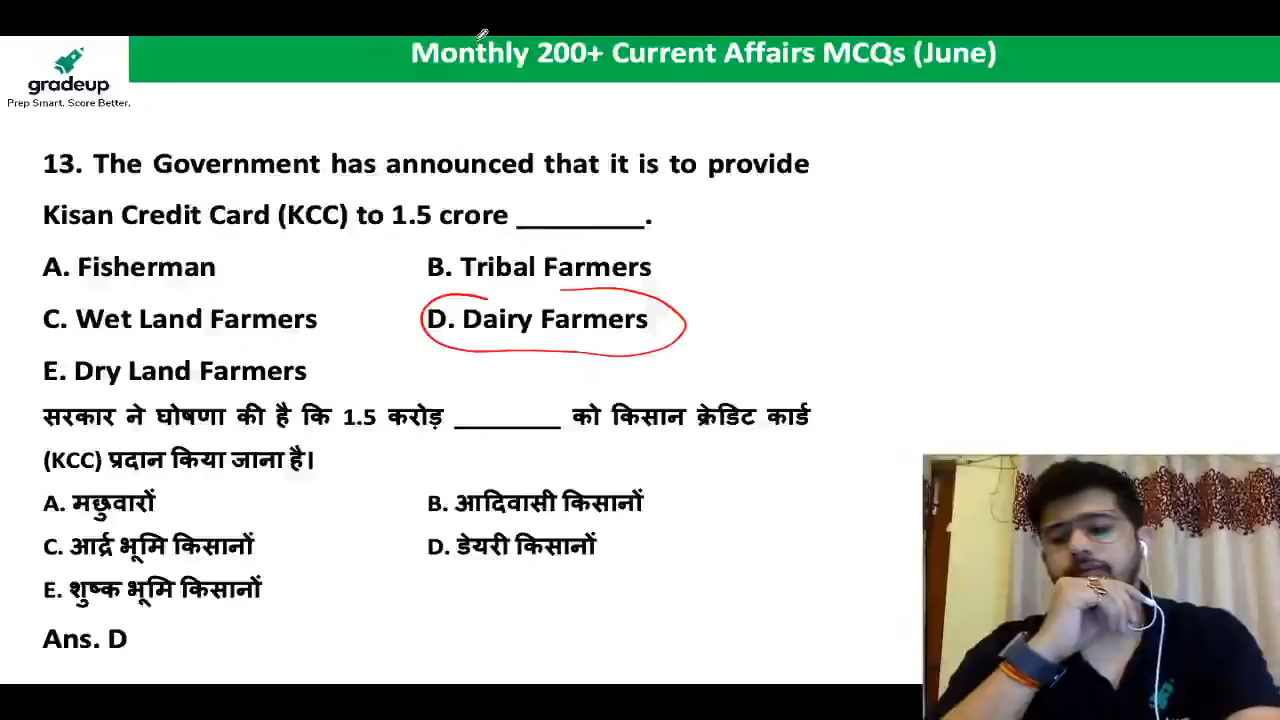 Monthly 200+ Current Affairs MCQs (June)
gradeup
Prep Smart. Score Better.
13. The Government has announced that it is to provide
Kisan Credit Card (KCC) to 1.5 crore _________.
A. Fisherman B. Tribal Farmers
C. Wet Land Farmers D. Dairy Farmers
E. Dry Land Farmers
सरकार ने घोषणा की है कि 1.5 करोड़ _________ को किसान क्रेडिट कार्ड
(KCC) प्रदान किया जाना है।
A. मछुवारों B. आदिवासी किसानों
C. आर्द्र भूमि किसानों D. डेयरी किसानों
E. शुष्क भूमि किसानों
Ans. D